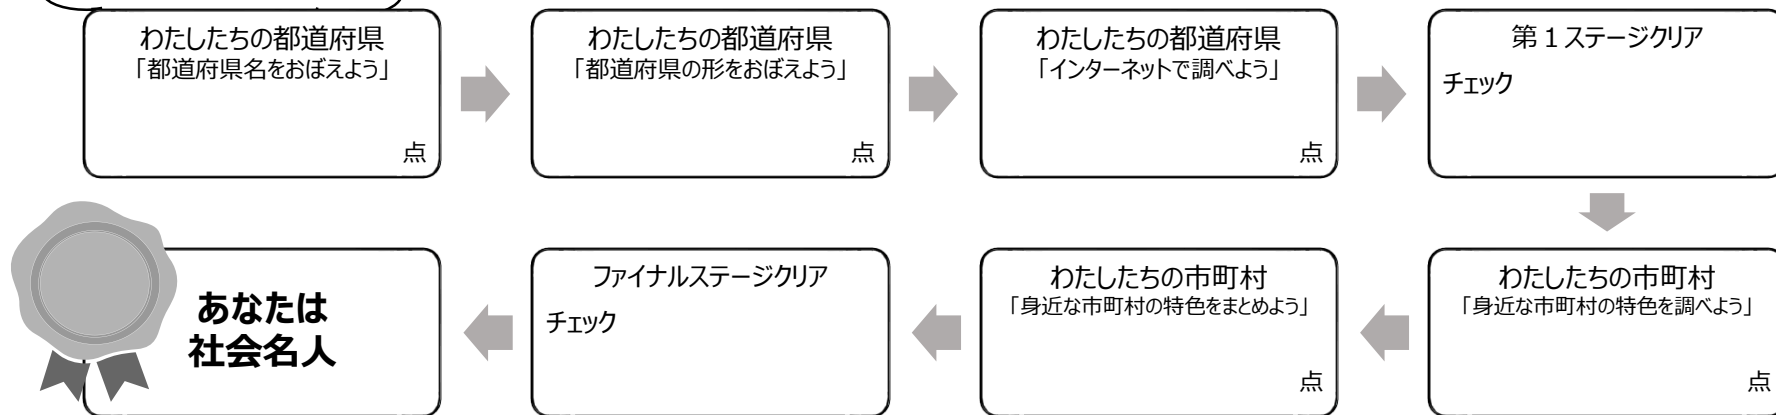 わたしたちの都道府県
「都道府県名をおぼえよう」
点
わたしたちの都道府県
「都道府県の形をおぼえよう」
点
わたしたちの都道府県
「インターネットで調べよう」
点
第１ステージクリア
チェック
わたしたちの市町村
「身近な市町村の特色を調べよう」
点
わたしたちの市町村
「身近な市町村の特色をまとめよう」
点
ファイナルステージクリア
チェック
あなたは
社会名人